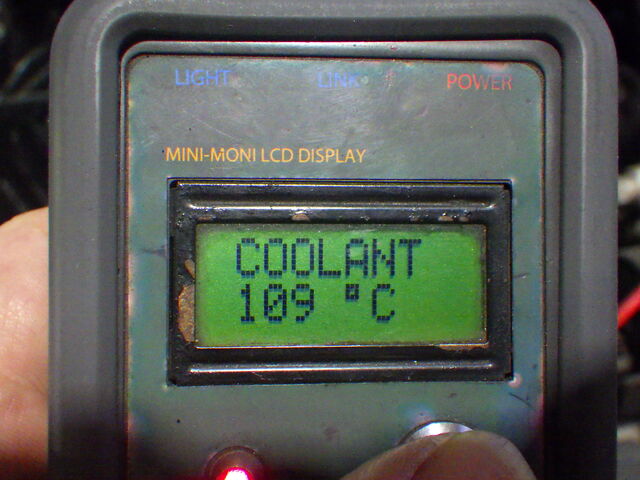 LIGHT LINK POWER
MINI-MONI LCD DISPLAY
COOLANT
109 °C